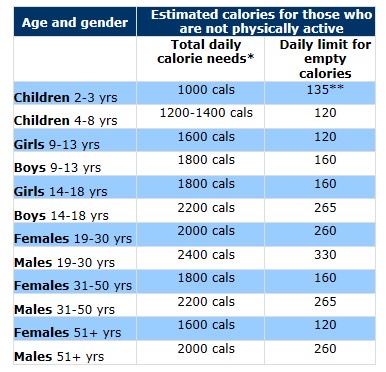 Age and gender
Estimated calories for those who
are not physically active
Total daily
calorie needs*
Daily limit for
empty
calories
Children 2-3 yrs 1000 cals 135**
Children 4-8 yrs 1200-1400 cals 120
Girls 9-13 yrs 1600 cals 120
Boys 9-13 yrs 1800 cals 160
Girls 14-18 yrs 1800 cals 160
Boys 14-18 yrs 2200 cals 265
Females 19-30 yrs 2000 cals 260
Males 19-30 yrs 2400 cals 330
Females 31-50 yrs 1800 cals 160
Males 31-50 yrs 2200 cals 265
Females 51+ yrs 1600 cals 120
Males 51+ yrs 2000 cals 260